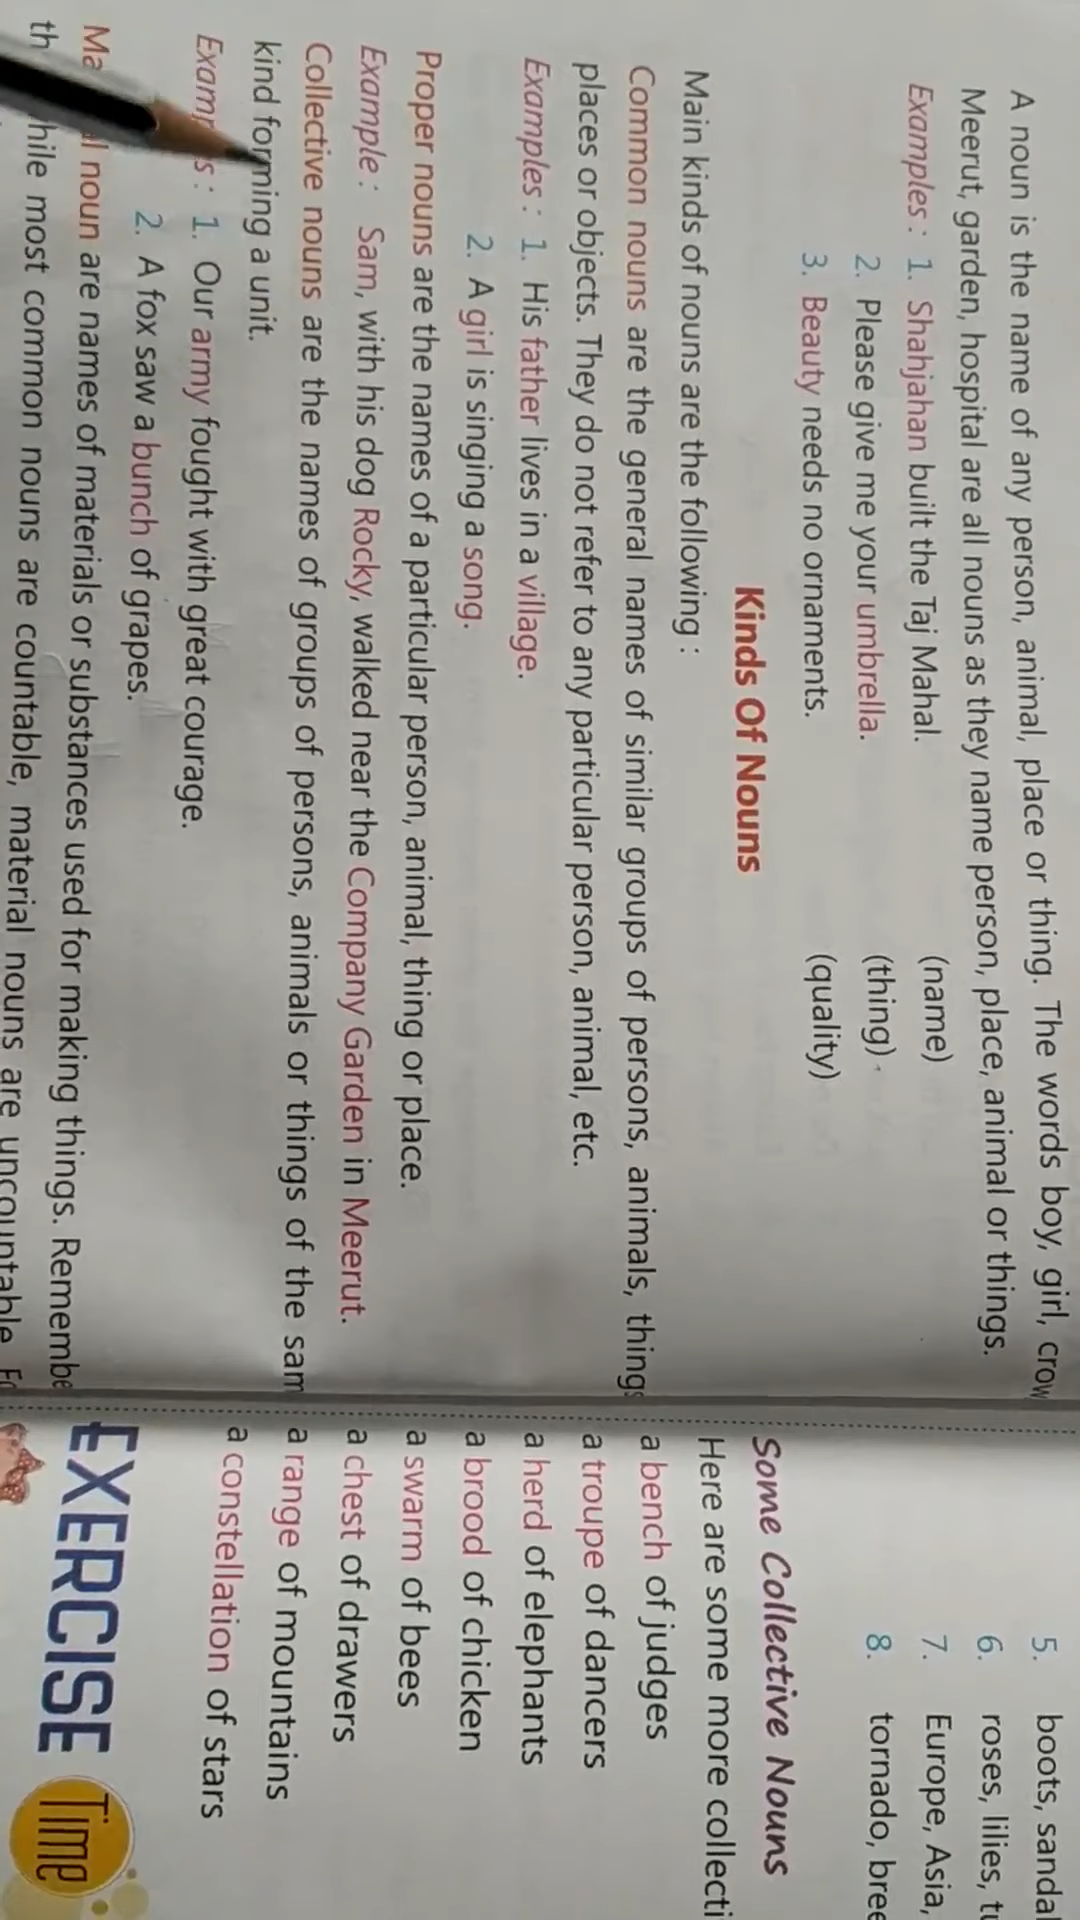 A noun is the name of any person, animal, place or thing. The words boy, girl, crow
Meerut, garden, hospital are all nouns as they name person, place, animal or things.
Examples : 1. Shahjahan built the Taj Mahal. (name)
2. Please give me your umbrella. (thing)
3. Beauty needs no ornaments. (quality)
Kinds Of Nouns
Main kinds of nouns are the following :
Common nouns are the general names of similar groups of persons, animals, things
places or objects. They do not refer to any particular person, animal, etc.
Examples : 1. His father lives in a village.
2. A girl is singing a song.
Proper nouns are the names of a particular person, animal, thing or place.
Example : Sam, with his dog Rocky, walked near the Company Garden in Meerut.
Collective nouns are the names of groups of persons, animals or things of the sam
kind forming a unit.
1. Our army fought with great courage.
2. A fox saw a bunch of grapes.
noun are names of materials or substances used for making things.
most common nouns are countable, material nouns are uncountable.
5. boots,
6. roses, lilies,
7. Europe, Asia,
8. tornado,
Some Collective Nouns
Here are some more
a bench of judges
a troupe of dancers
a herd of elephants
a brood of chicken
a swarm of bees
a chest of drawers
a range of mountains
a constellation of stars
EXERCISE Time